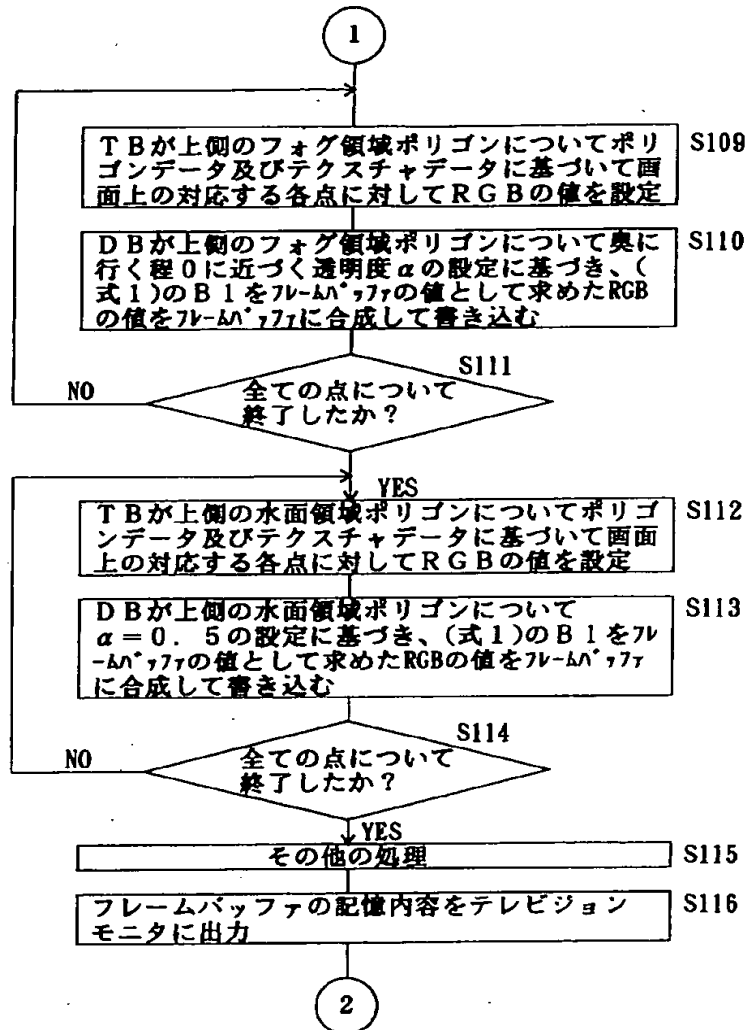 1
TBが上側のフォグ領域ポリゴンについてポリ
ゴンデータ及びテクスチャデータに基づいて画
面上の対応する各点に対してRGBの値を設定
S109
DBが上側のフォグ領域ポリゴンについて奥に
行く程0に近づく透明度αの設定に基づき、(
式1)のB1をフレームバッファの値として求めたRGB
の値をフレームバッファに合成して書き込む
S110
S111
全ての点について
終了したか?
NO
YES
TBが上側の水面領域ポリゴンについてポリゴ
ンデータ及びテクスチャデータに基づいて画面
上の対応する各点に対してRGBの値を設定
S112
DBが上側の水面領域ポリゴンについて
α=0.5の設定に基づき、(式1)のB1をフレ
ームバッファの値として求めたRGBの値をフレームバッファ
に合成して書き込む
S113
S114
全ての点について
終了したか?
NO
YES
その他の処理
S115
フレームバッファの記憶内容をテレビジョン
モニタに出力
S116
2